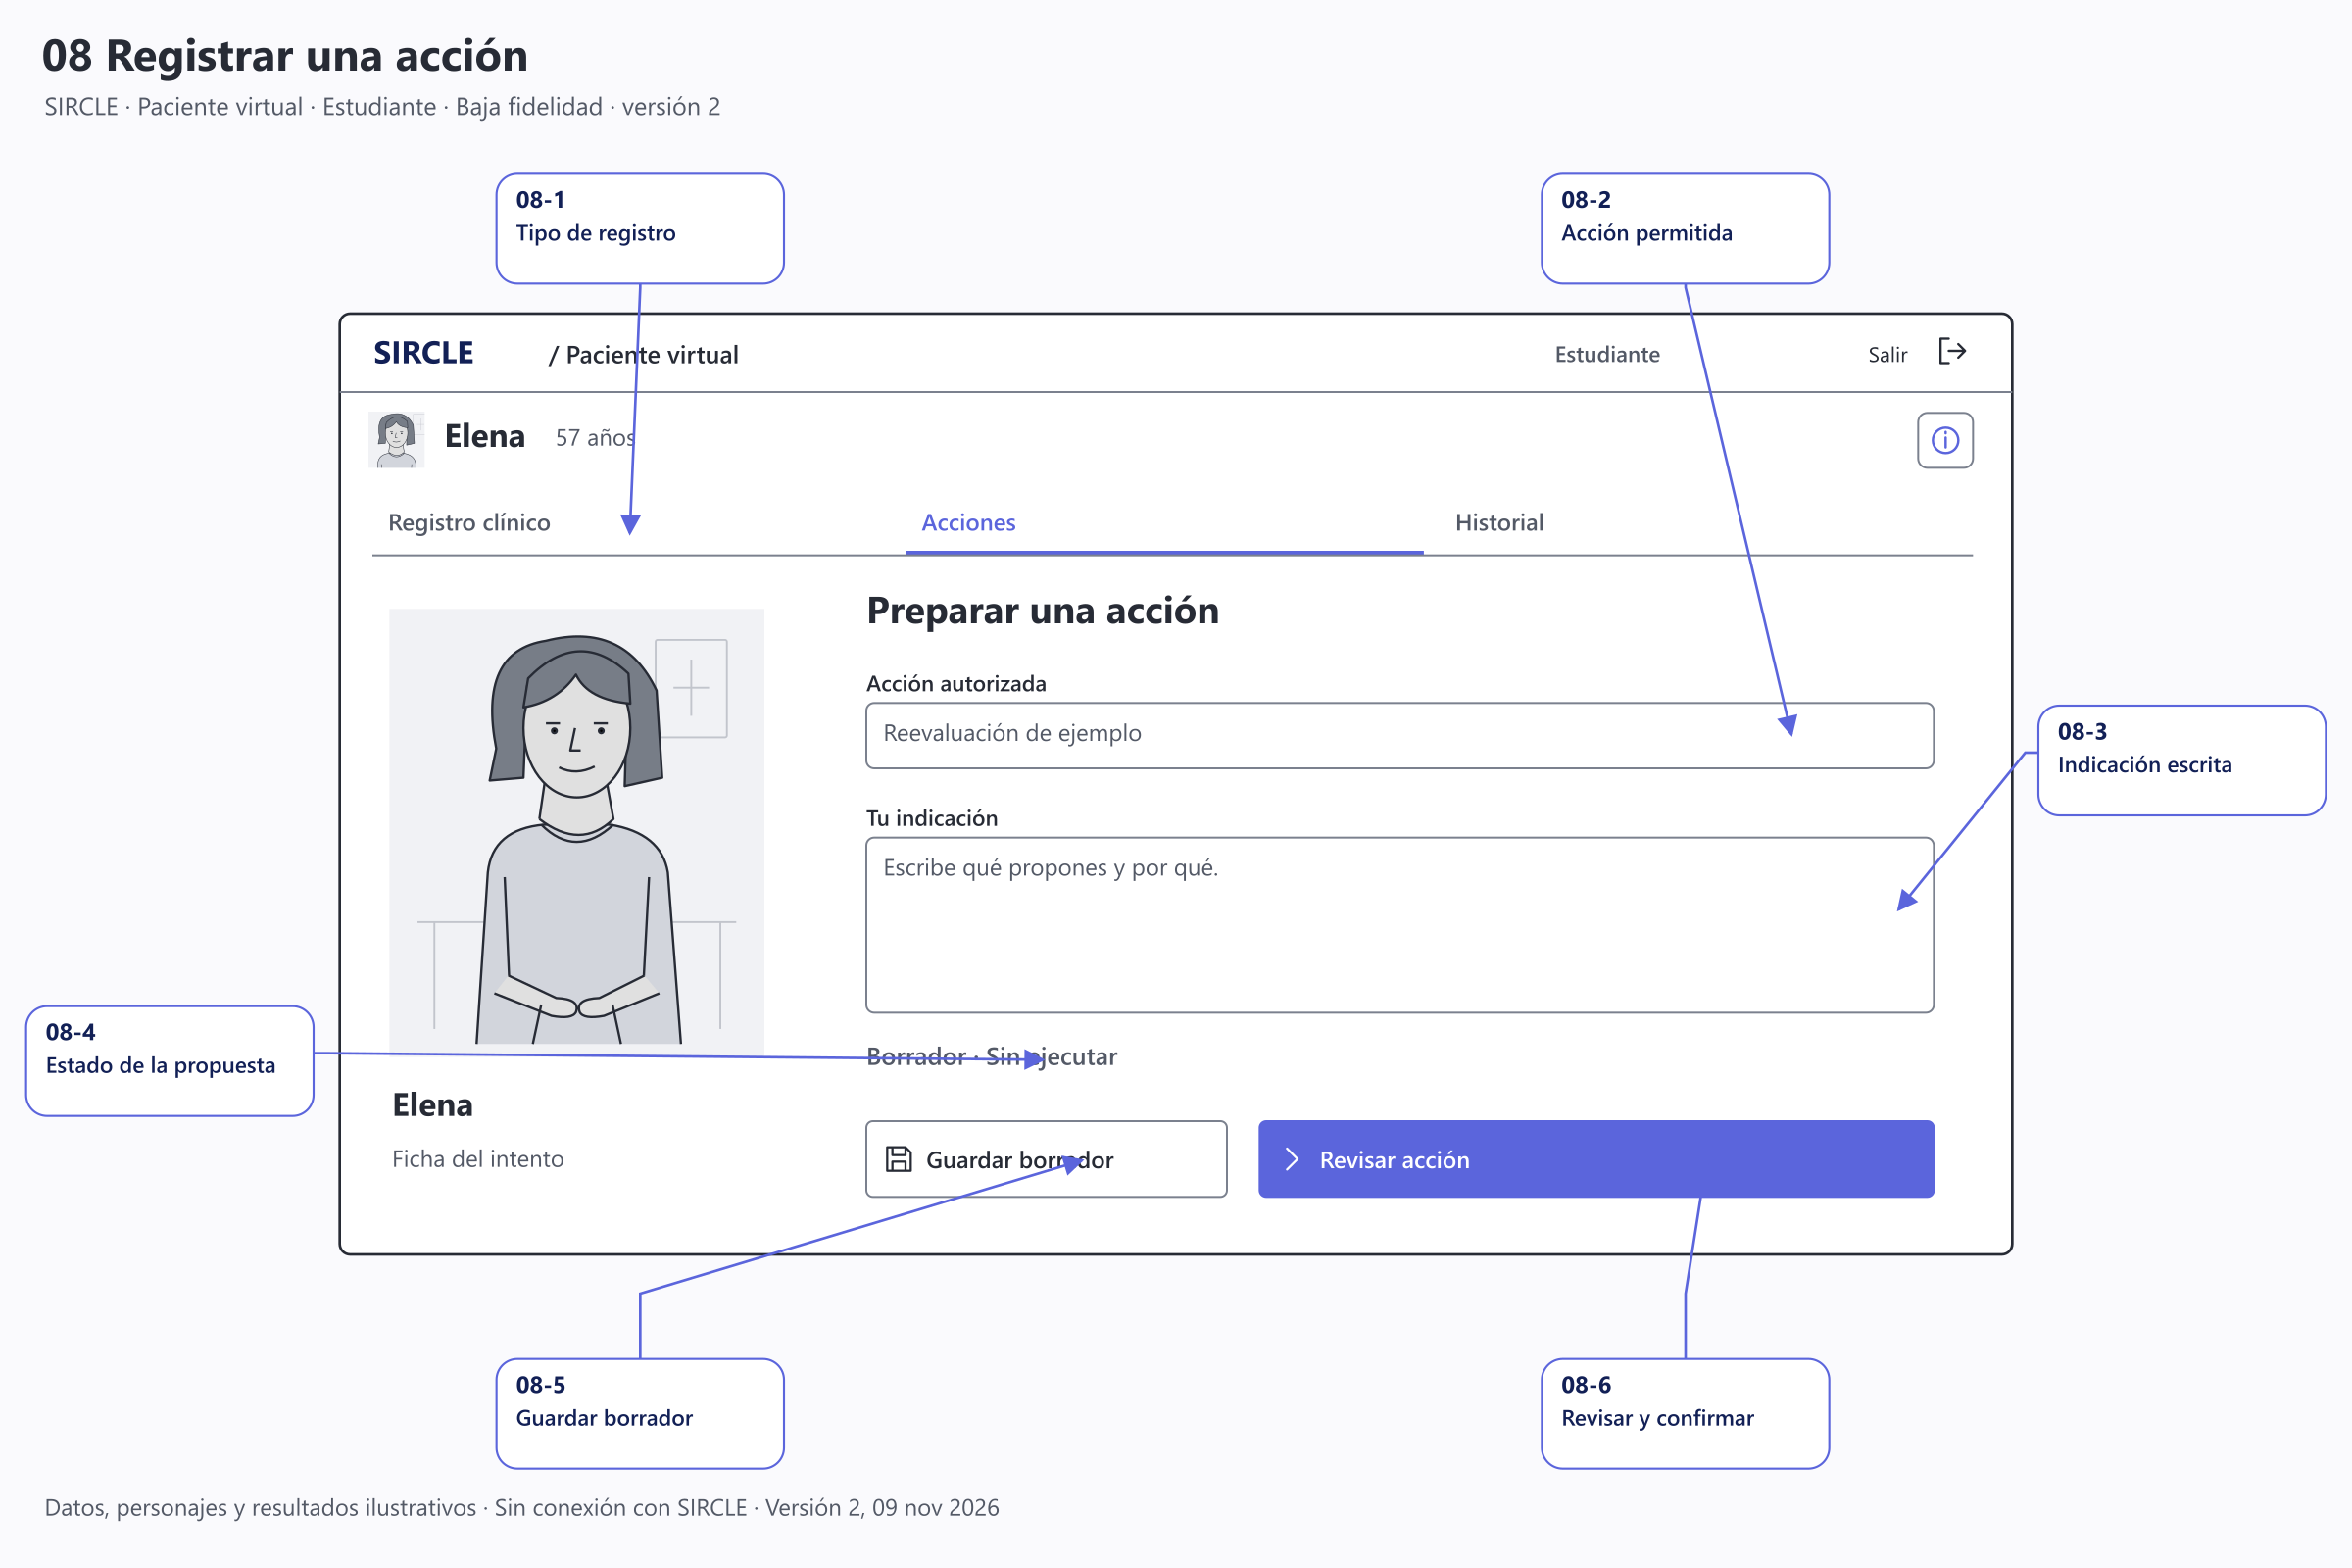 08 Registrar una acción
SIRCLE · Paciente virtual · Estudiante · Baja fidelidad · versión 2
08-1
Tipo de registro
08-2
Acción permitida
SIRCLE / Paciente virtual
Estudiante
Salir
Elena 57 años
Registro clínico
Acciones
Historial
Preparar una acción
Acción autorizada
Reevaluación de ejemplo
08-3
Indicación escrita
Tu indicación
Escribe qué propones y por qué.
08-4
Estado de la propuesta
Borrador · Sin ejecutar
Elena
Ficha del intento
Guardar borrador
Revisar acción
08-5
Guardar borrador
08-6
Revisar y confirmar
Datos, personajes y resultados ilustrativos · Sin conexión con SIRCLE · Versión 2, 09 nov 2026